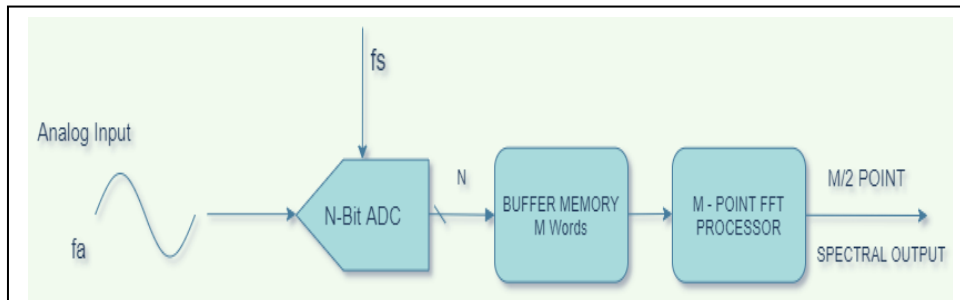 fs
Analog Input
fa
N-Bit ADC
N
BUFFER MEMORY
M Words
M - POINT FFT
PROCESSOR
M/2 POINT
SPECTRAL OUTPUT